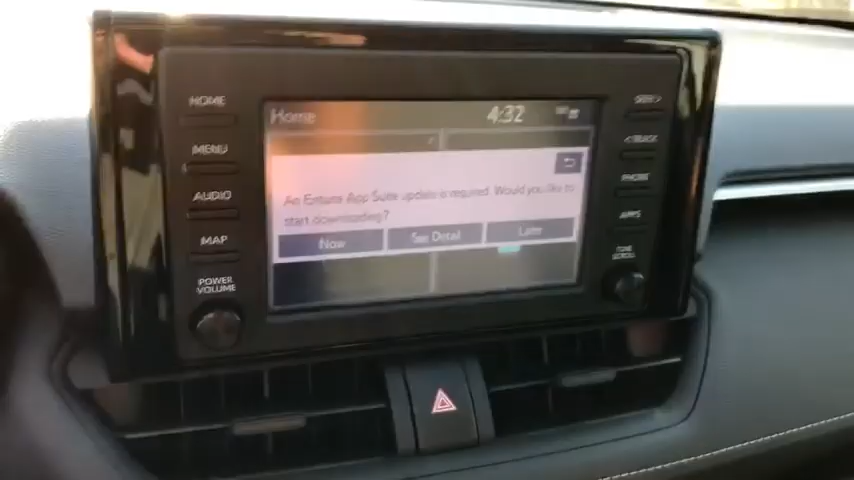 HOME
MENU
AUDIO
MAP
POWER
VOLUME
Home
4:32
An Entune App Suite update is required. Would you like to
start downloading?
Now
See Detail
Later
SEEK >
< TRACK
PHONE
APPS
TUNE
SCROLL